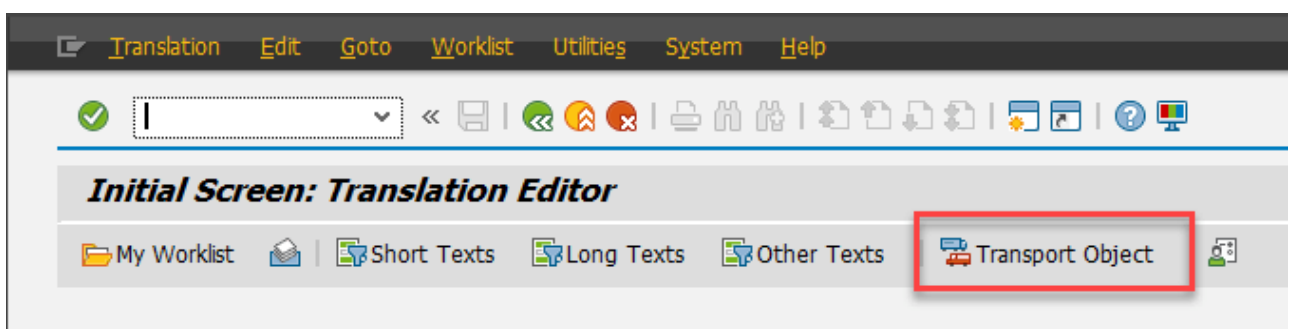 Translation Edit Goto Worklist Utilities System Help
Initial Screen: Translation Editor
My Worklist Short Texts Long Texts Other Texts Transport Object